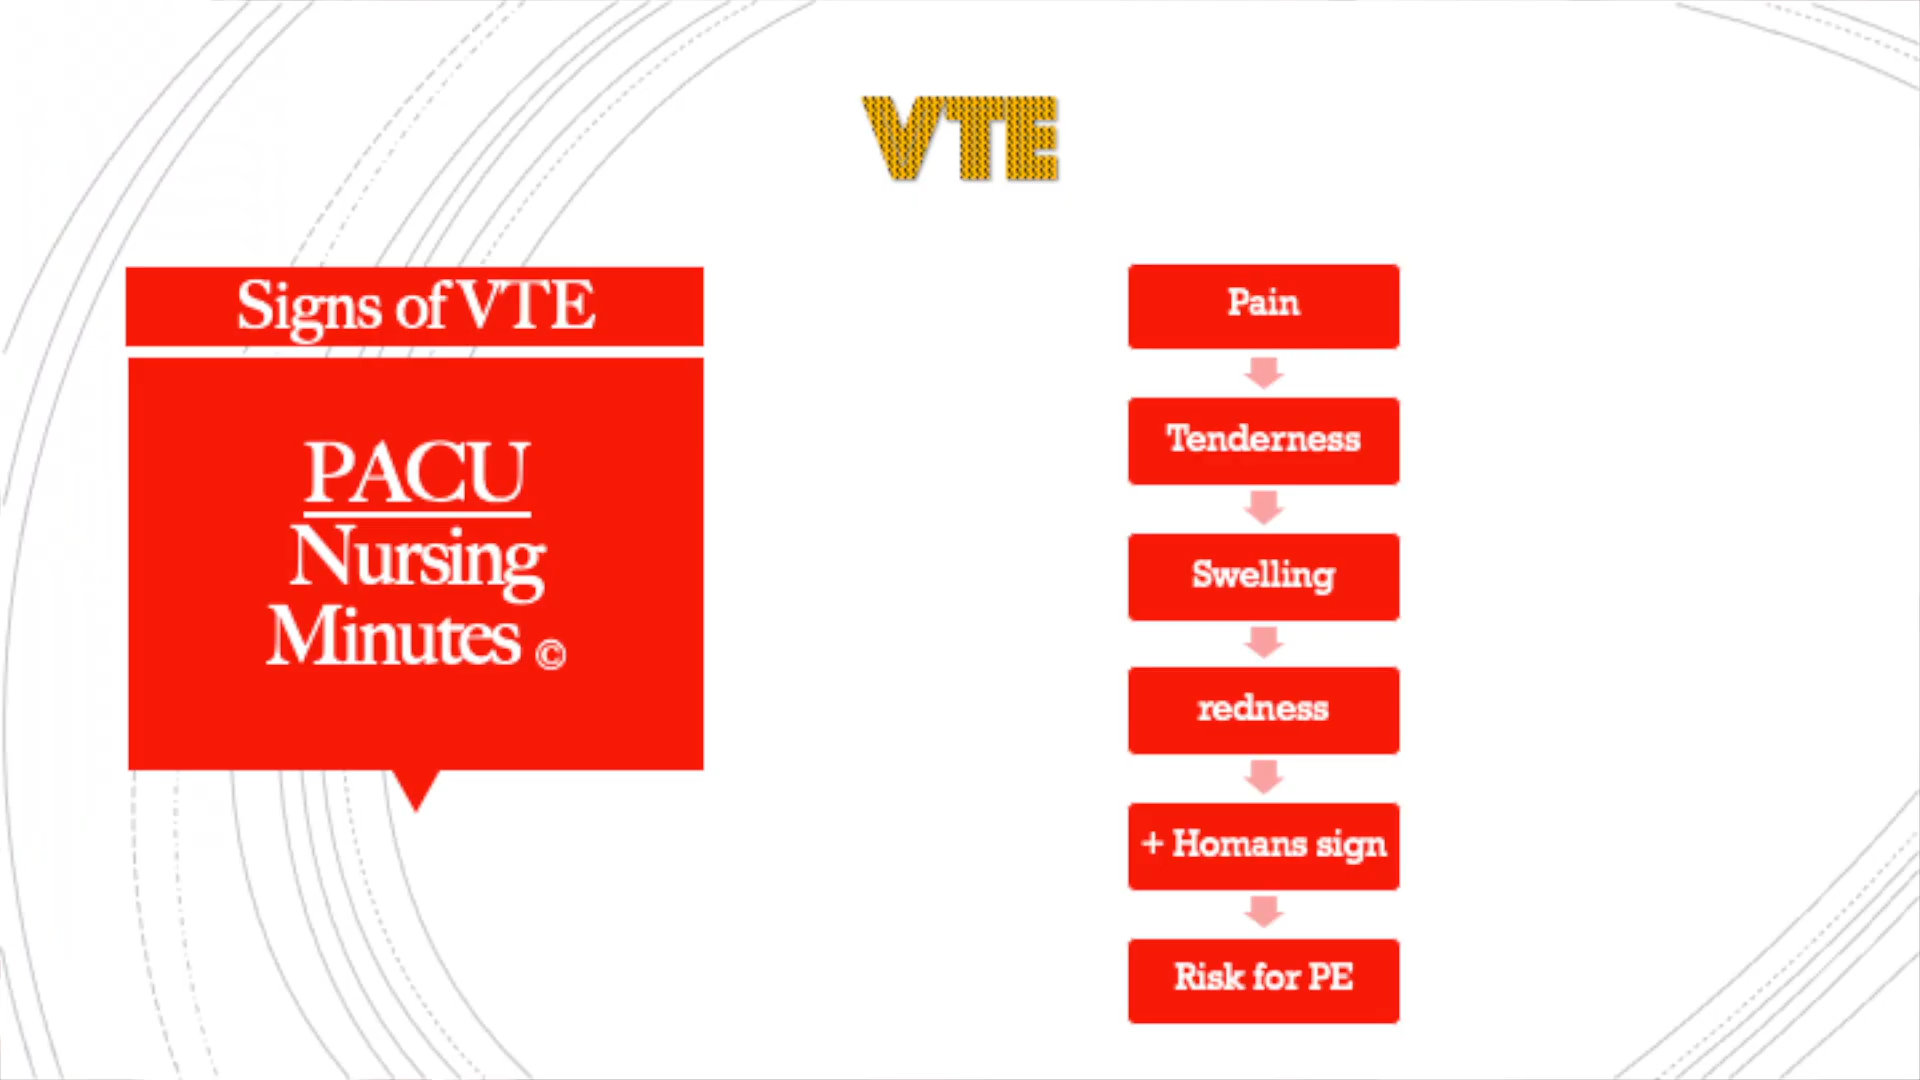 VTE
Signs of VTE
PACU
Nursing
Minutes ©
Pain
Tenderness
Swelling
redness
+ Homans sign
Risk for PE